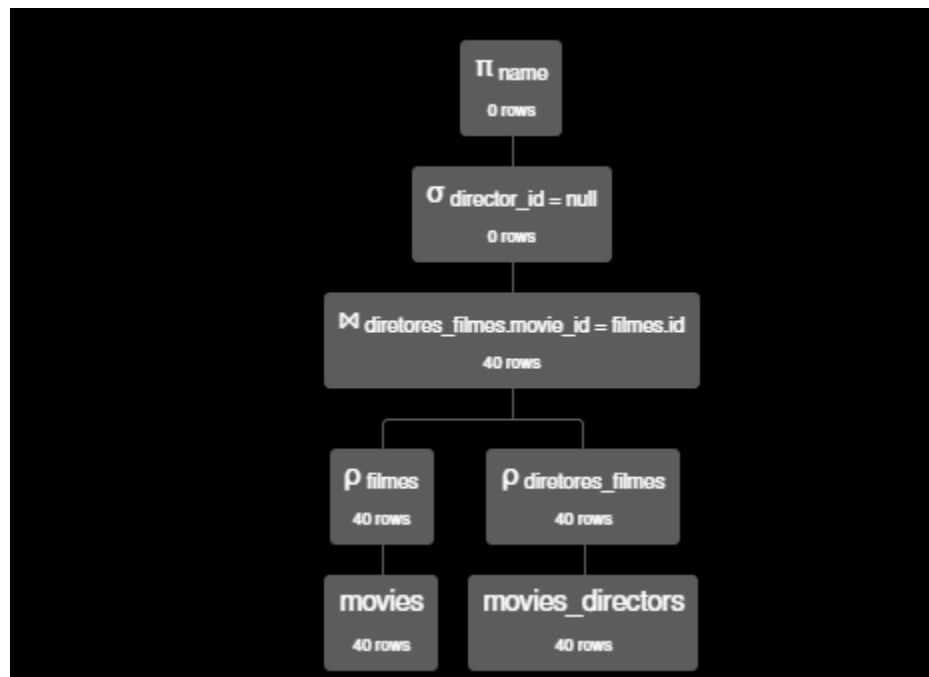 π name
0 rows
σ director_id = null
0 rows
⋈ diretores_filmes.movie_id = filmes.id
40 rows
ρ filmes
40 rows
ρ diretores_filmes
40 rows
movies
40 rows
movies_directors
40 rows